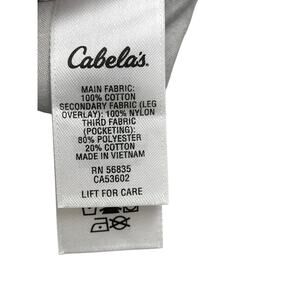 Cabela's.
MAIN FABRIC:
100% COTTON
SECONDARY FABRIC (LEG
OVERLAY): 100% NYLON
THIRD FABRIC
(POCKETING):
80% POLYESTER
20% COTTON
MADE IN VIETNAM
RN 56835
CA53602
LIFT FOR CARE